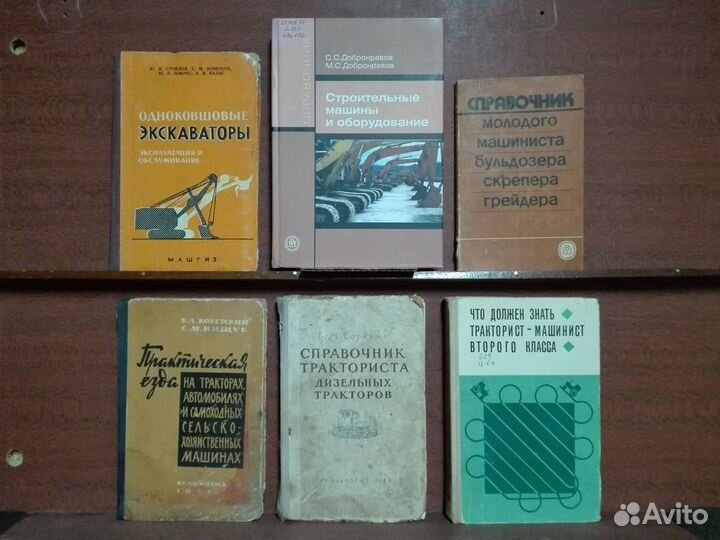 ОДНОКОВШОВЫЕ
ЭКСКАВАТОРЫ
ЭКСПЛУАТАЦИЯ И
ОБСЛУЖИВАНИЕ
МАШГИЗ
СПРАВОЧНИК
С.С.Добронравов
М.С.Добронравов
Строительные
машины
и оборудование
СПРАВОЧНИК
МОЛОДОГО
машиниста
бульдозера
скрепера
грейдера
Практическая
езда
НА ТРАКТОРАХ,
АВТОМОБИЛЯХ
И САМОХОДНЫХ
СЕЛЬСКО-
ХОЗЯЙСТВЕННЫХ
МАШИНАХ
СПРАВОЧНИК
ТРАКТОРИСТА
ДИЗЕЛЬНЫХ
ТРАКТОРОВ
ЧТО ДОЛЖЕН ЗНАТЬ
ТРАКТОРИСТ-МАШИНИСТ
ВТОРОГО КЛАССА
Avito